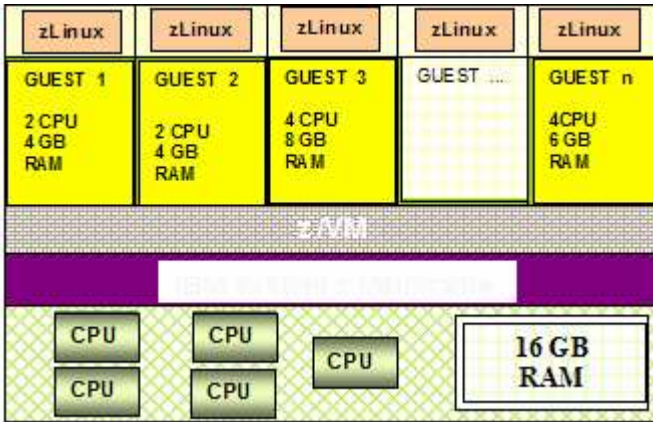 zLinux
zLinux
zLinux
zLinux
zLinux
GUEST 1
2 CPU
4 GB
RAM
GUEST 2
2 CPU
4 GB
RAM
GUEST 3
4 CPU
8 GB
RAM
GUEST ...
GUEST n
4CPU
6 GB
RAM
z/VM
CPU
CPU
CPU
CPU
CPU
16 GB
RAM